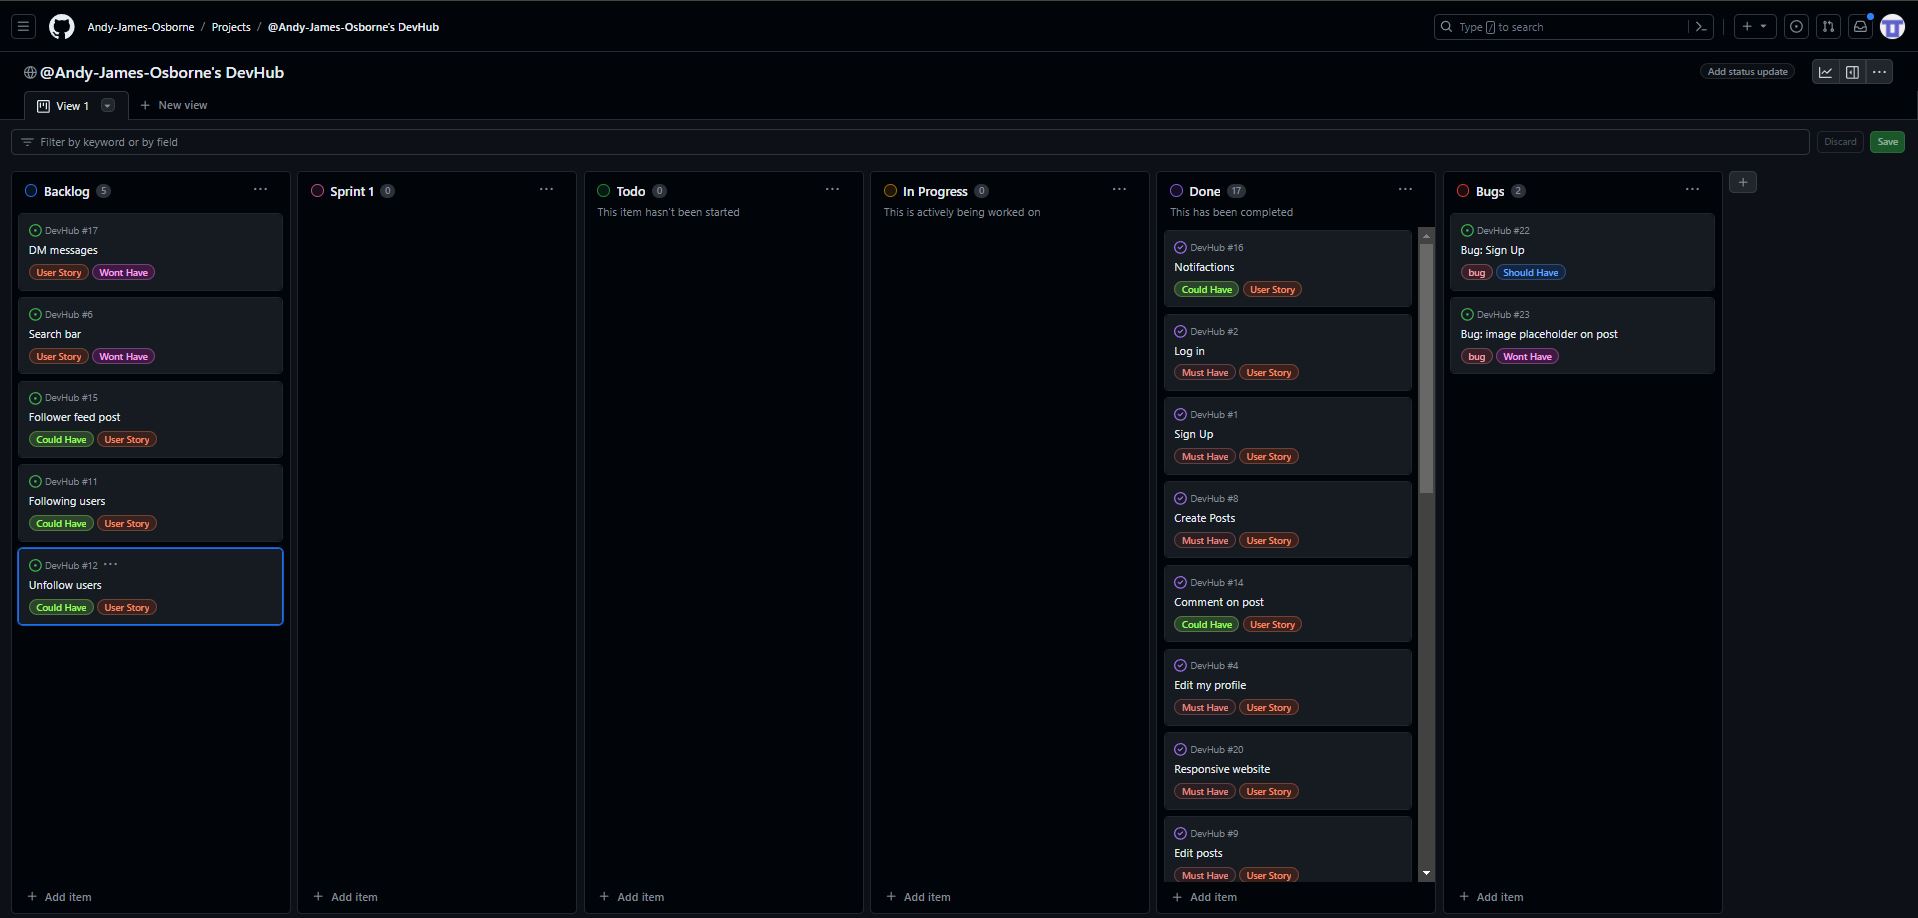 Andy-James-Osborne / Projects / @Andy-James-Osborne's DevHub
Type / to search
@Andy-James-Osborne's DevHub
Add status update
View 1
New view
Filter by keyword or by field
Discard
Save
Backlog 5
DevHub #17
DM messages
User Story Wont Have
DevHub #6
Search bar
User Story Wont Have
DevHub #15
Follower feed post
Could Have User Story
DevHub #11
Following users
Could Have User Story
DevHub #12
Unfollow users
Could Have User Story
+ Add item
Sprint 1 0
+ Add item
Todo 0
This item hasn't been started
+ Add item
In Progress 0
This is actively being worked on
+ Add item
Done 17
This has been completed
DevHub #16
Notifactions
Could Have User Story
DevHub #2
Log in
Must Have User Story
DevHub #1
Sign Up
Must Have User Story
DevHub #8
Create Posts
Must Have User Story
DevHub #14
Comment on post
Could Have User Story
DevHub #4
Edit my profile
Must Have User Story
DevHub #20
Responsive website
Must Have User Story
DevHub #9
Edit posts
Must Have User Story
+ Add item
Bugs 2
DevHub #22
Bug: Sign Up
bug Should Have
DevHub #23
Bug: image placeholder on post
bug Wont Have
+ Add item